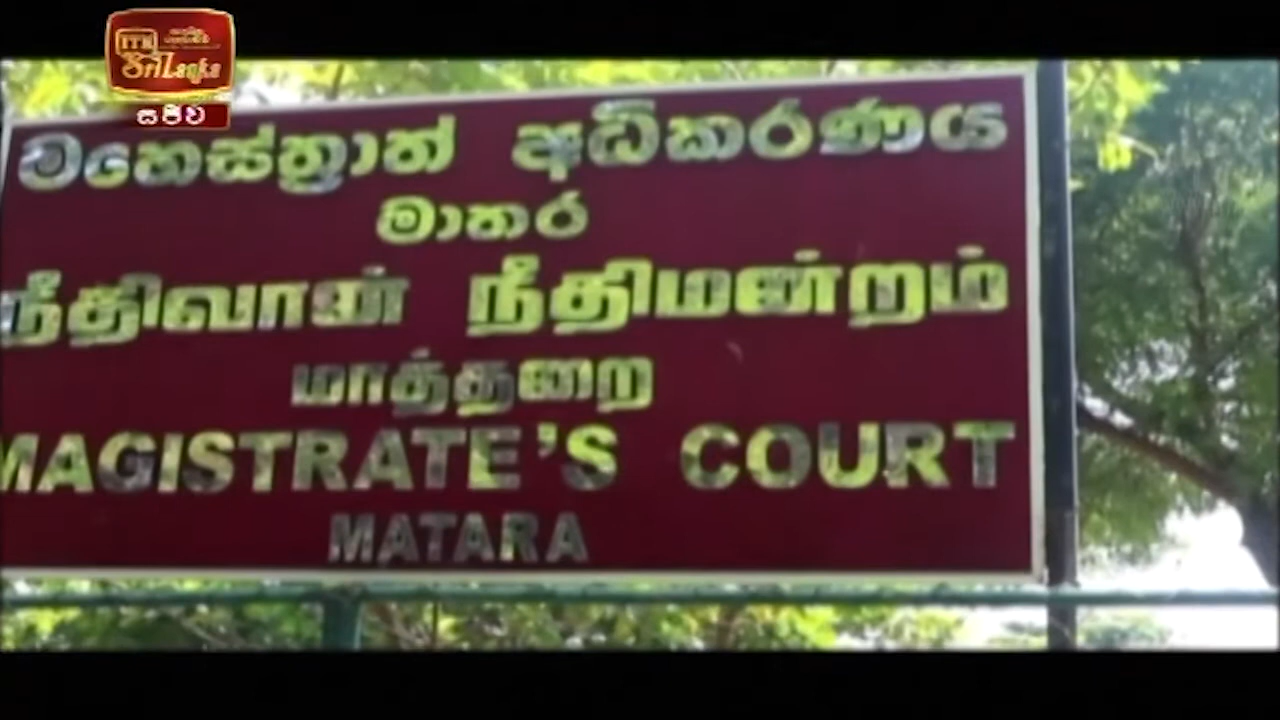 ITN
Sri Lanka
සජීව
මහෙස්ත්‍රාත් අධිකරණය
මාතර
நீதிவான் நீதிமன்றம்
மாத்தறை
MAGISTRATE'S COURT
MATARA